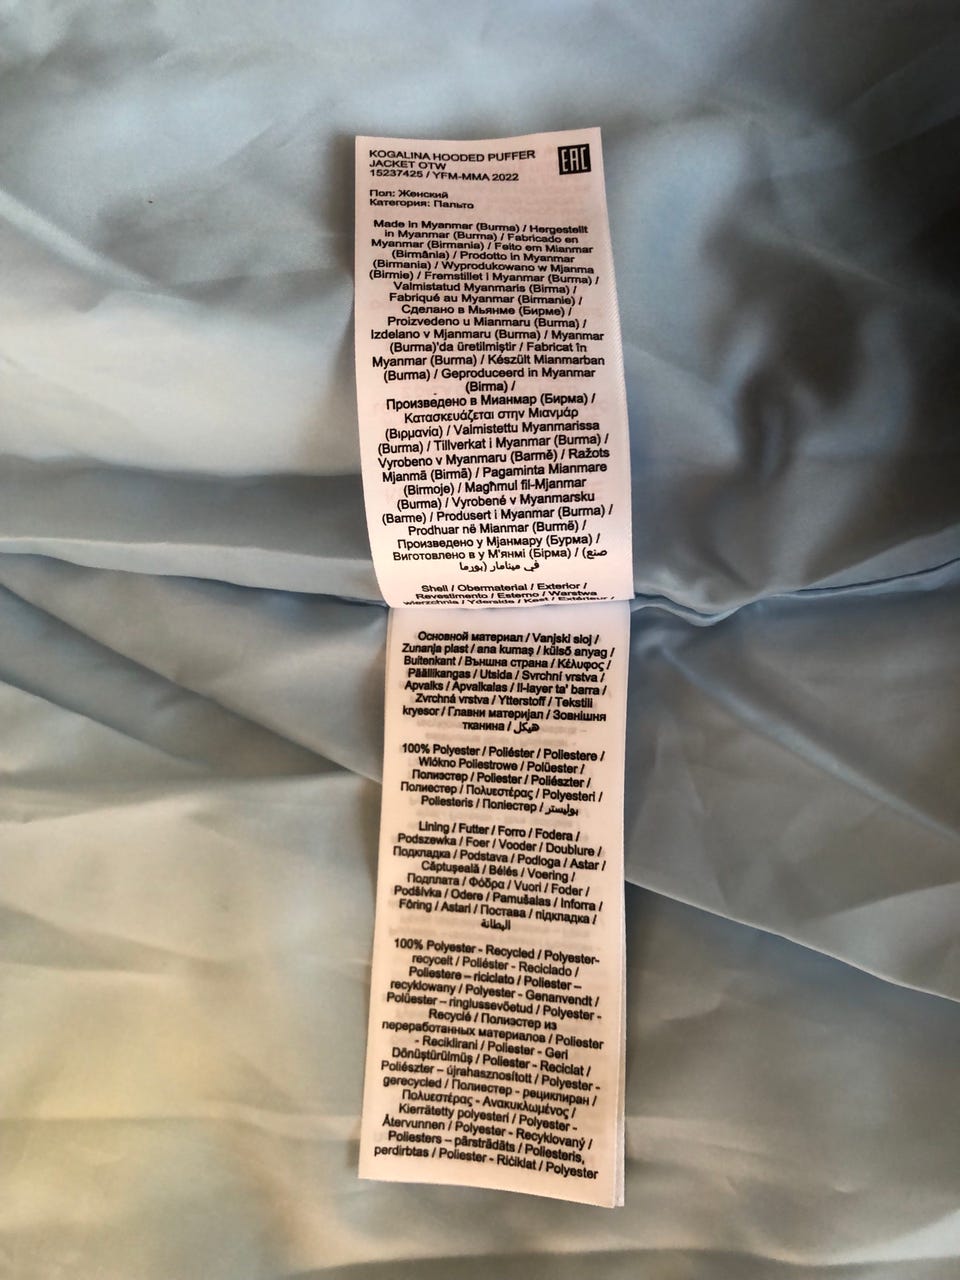 KOGALINA HOODED PUFFER
JACKET OTW
15237425 / YFM-MMA 2022
EAC
Пол: Женский
Категория: Пальто
Made in Myanmar (Burma) / Hergestellt
in Myanmar (Burma) / Fabricado en
Myanmar (Birmania) / Feito em Mianmar
(Birmânia) / Prodotto in Myanmar
(Birmania) / Wyprodukowano w Mjanma
(Birmie) / Fremstillet i Myanmar (Burma) /
Valmistatud Myanmaris (Birma) /
Fabriqué au Myanmar (Birmanie) /
Сделано в Мьянме (Бирме) /
Proizvedeno u Mianmaru (Burma) /
Izdelano v Mjanmaru (Burma) / Myanmar
(Burma)'da üretilmiştir / Fabricat în
Myanmar (Burma) / Készült Mianmarban
(Burma) / Geproduceerd in Myanmar
(Birma) /
Произведено в Мианмар (Бирма) /
Κατασκευάζεται στην Μιανμάρ
(Βιρμανία) / Valmistettu Myanmarissa
(Burma) / Tillverkat i Myanmar (Burma) /
Vyrobeno v Myanmaru (Barmě) / Ražots
Mjanmā (Birmā) / Pagaminta Mianmare
(Birmoje) / Magħmul fil-Mjanmar
(Burma) / Vyrobené v Myanmarsku
(Barme) / Produsert i Myanmar (Burma) /
Prodhuar në Mianmar (Burmë) /
Произведено у Мјанмару (Бурма) /
Виготовлено в у М'янмі (Бірма) / (صنع
في مينامار (بورما
Shell / Obermaterial / Exterior /
Revestimento / Esterno / Warstwa
wierzchnia / Yderside / Kest / Extérieur /
Основной материал / Vanjski sloj /
Zunanja plast / ana kumaş / külső anyag /
Buitenkant / Външна страна / Κέλυφος /
Päällikangas / Utsida / Svrchní vrstva /
Apvalks / Apvalkalas / Il-layer ta' barra /
Zvrchná vrstva / Ytterstoff / Tekstili
kryesor / Главни материјал / Зовнішня
тканина / هيكل
100% Polyester / Poliéster / Poliestere /
Włókno Poliestrowe / Polüester /
Полиэстер / Poliester / Poliészter /
Полиестер / Πολυεστέρας / Polyesteri /
Poliesteris / Поліестер / بوليستر
Lining / Futter / Forro / Fodera /
Podszewka / Foer / Vooder / Doublure /
Подкладка / Podstava / Podloga / Astar /
Căptuşeală / Bélés / Voering /
Подплата / Φόδρα / Vuori / Foder /
Podšívka / Odere / Pamušalas / Inforra /
Fôring / Astari / Постава / підкладка /
البطانة
100% Polyester - Recycled / Polyester-
recycelt / Poliéster - Reciclado /
Poliestere – riciclato / Poliester –
recyklowany / Polyester - Genanvendt /
Polüester – ringlussevõetud / Polyester -
Recyclé / Полиэстер из
переработанных материалов / Poliester
- Reciklirani / Poliester - Geri
Dönüştürülmüş / Poliester - Reciclat /
Poliészter – újrahasznosított / Polyester -
gerecycled / Полиестер - рециклиран /
Πολυεστέρας - Ανακυκλωμένος /
Kierrätetty polyesteri / Polyester -
Återvunnen / Polyester - Recyklovaný /
Poliesters – pārstrādāts / Poliesteris,
perdirbtas / Poliester - Riċiklat / Polyester